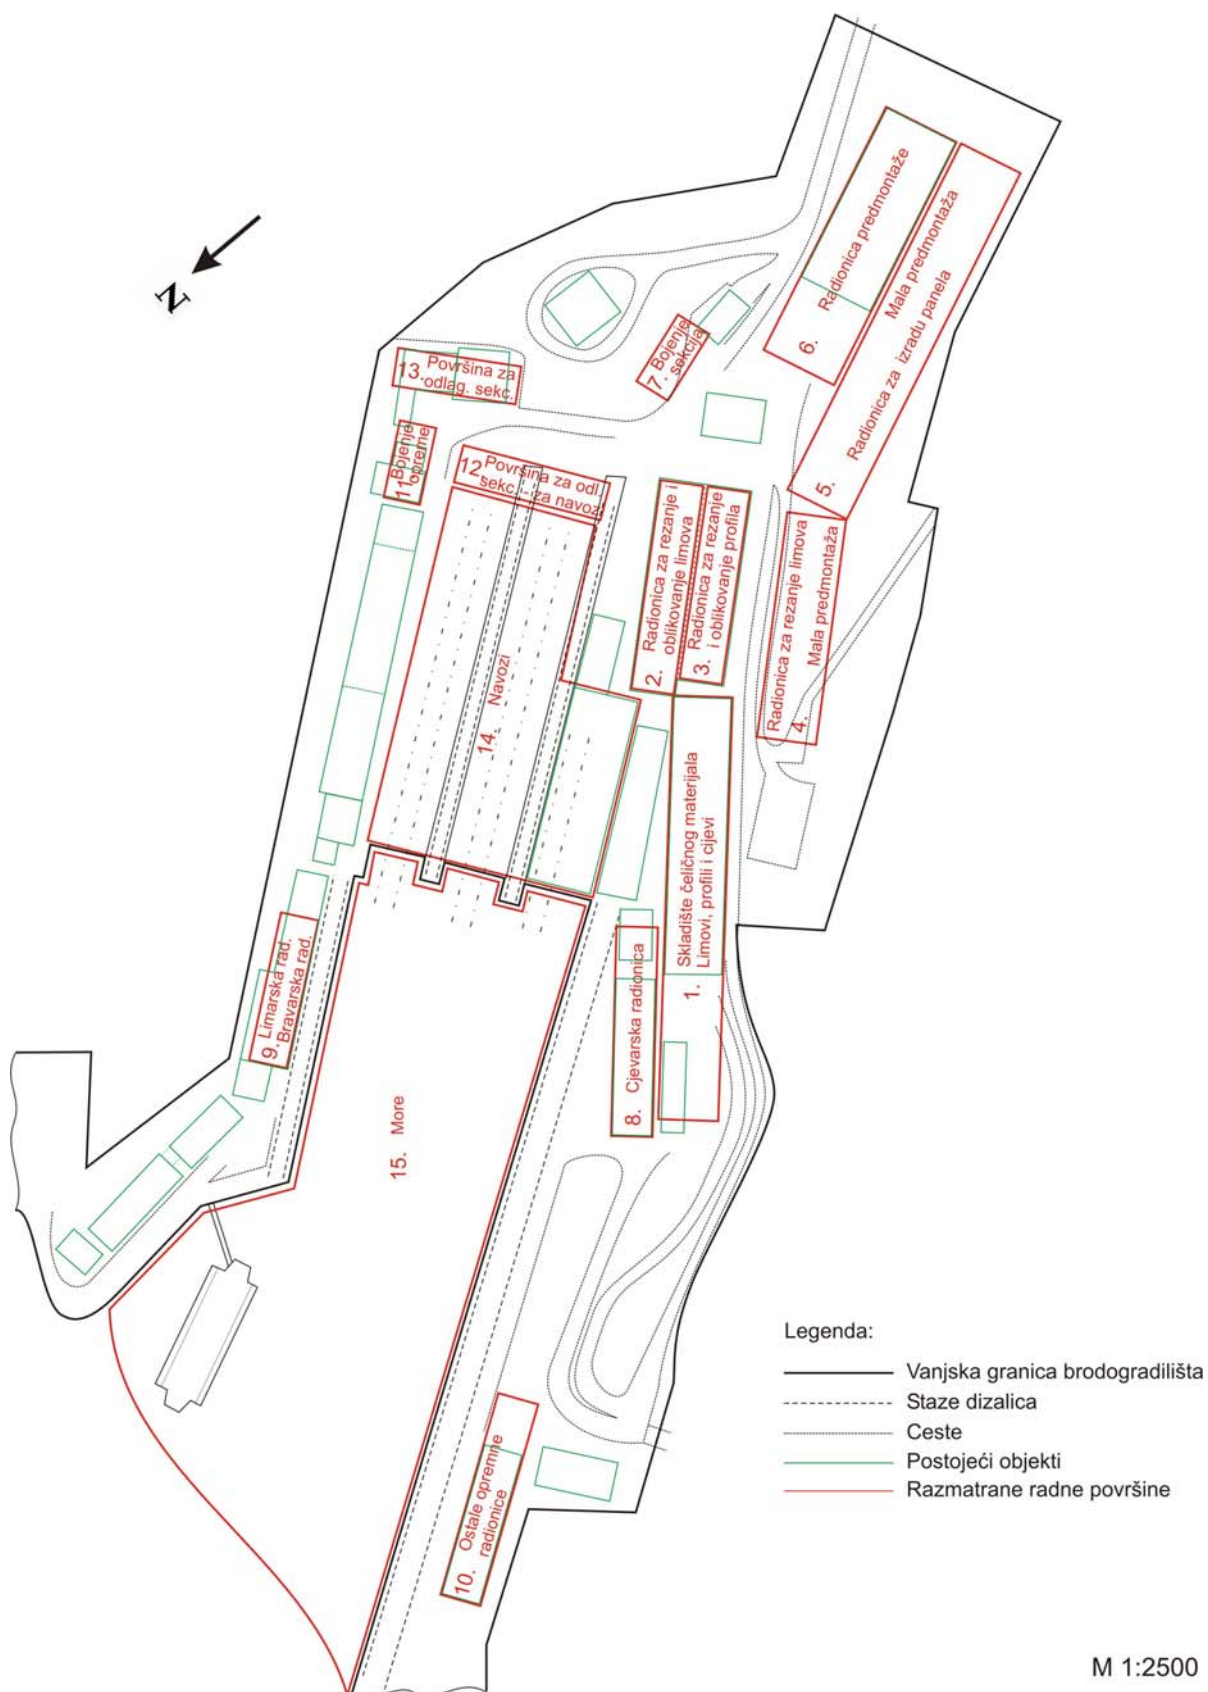 N
6. Radionica predmontaže
Mala predmontaža
5. Radionica za izradu panela
7. Bojenje
sekcija
13. Površina za
odlag. sekc.
11. Bojenje
opreme
12. Površina za odl.
sekc. - za navozi
2. Radionica za rezanje i
oblikovanje limova
3. Radionica za rezanje
i oblikovanje profila
Radionica za rezanje limova
4. Mala predmontaža
14. Navozi
1. Skladište čeličnog materijala
Limovi, profili i cijevi
8. Cjevarska radionica
9. Limarska rad.
Bravarska rad.
15. More
10. Ostale opremne
radionice
Legenda:
Vanjska granica brodogradilišta
Staze dizalica
Ceste
Postojeći objekti
Razmatrane radne površine
M 1:2500